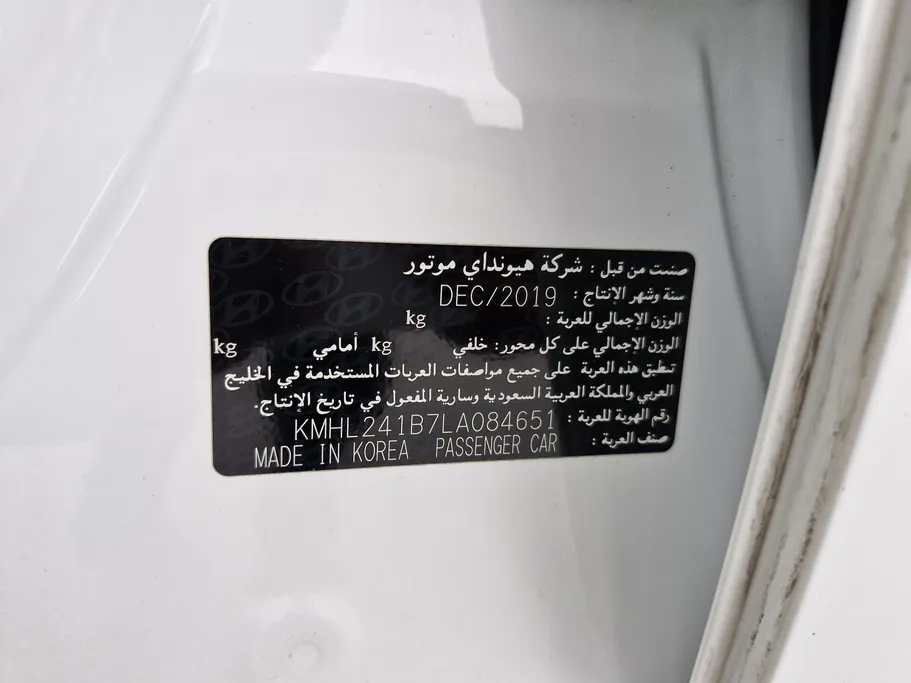 صنعت من قبل : شركة هيونداي موتور
سنة وشهر الإنتاج : DEC/2019
الوزن الإجمالي للعربة : kg
الوزن الإجمالي على كل محور: خلفي kg أمامي kg
تنطبق هذه العربة على جميع مواصفات العربات المستخدمة في الخليج
العربي والمملكة العربية السعودية وسارية المفعول في تاريخ الإنتاج.
رقم الهوية للعربة : KMHL241B7LA084651
صنف العربة : PASSENGER CAR MADE IN KOREA